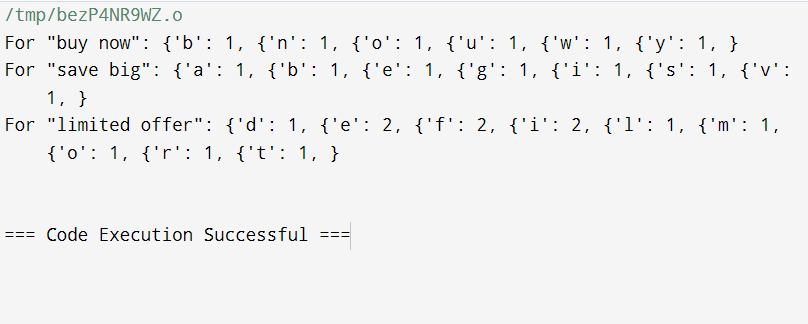 /tmp/bezP4NR9WZ.o
For "buy now": {'b': 1, {'n': 1, {'o': 1, {'u': 1, {'w': 1, {'y': 1, }
For "save big": {'a': 1, {'b': 1, {'e': 1, {'g': 1, {'i': 1, {'s': 1, {'v':
1, }
For "limited offer": {'d': 1, {'e': 2, {'f': 2, {'i': 2, {'l': 1, {'m': 1,
{'o': 1, {'r': 1, {'t': 1, }
=== Code Execution Successful ===